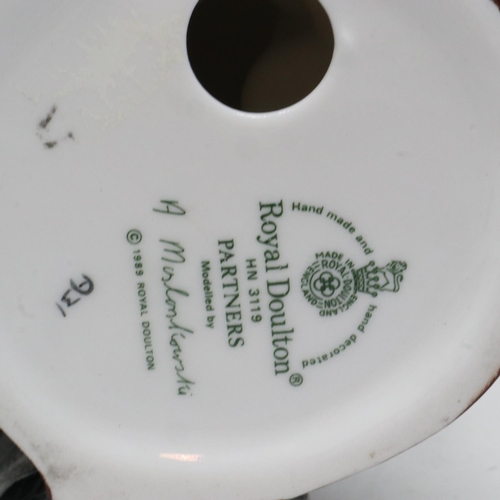 Hand made and hand decorated
MADE IN ENGLAND
ROYAL DOULTON
Royal Doulton®
HN 3119
PARTNERS
Modelled by
A Maslankowski
© 1989 ROYAL DOULTON